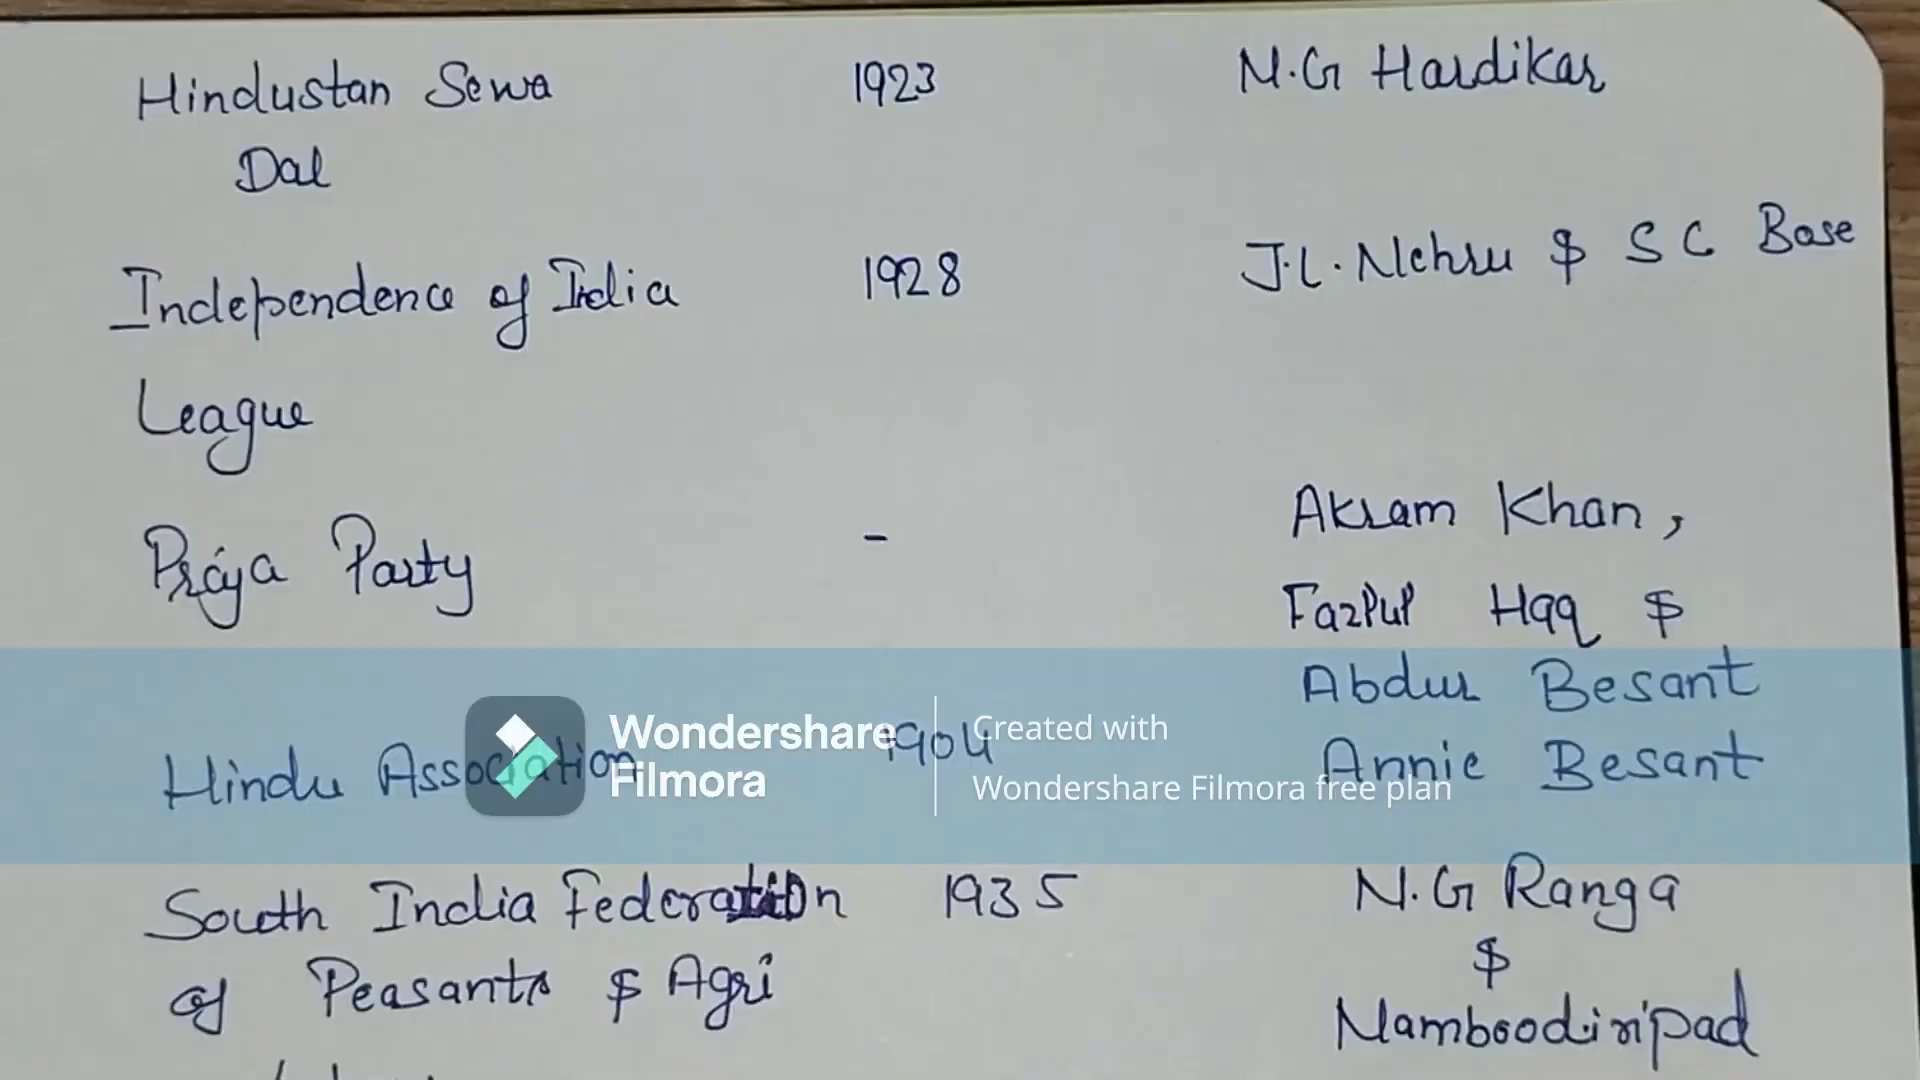 Hindustan Sewa 1923 N.G Hardikar
Dal
Independence of India 1928 J.L. Nehru & S C Bose
League
Praja Party - Akram Khan,
Fazlul Haq &
Abdur Besant
Hindu Association 1904 Annie Besant
Wondershare
Filmora
Created with
Wondershare Filmora free plan
South India Federation 1935 N.G Ranga
of Peasants & Agri &
Namboodiripad